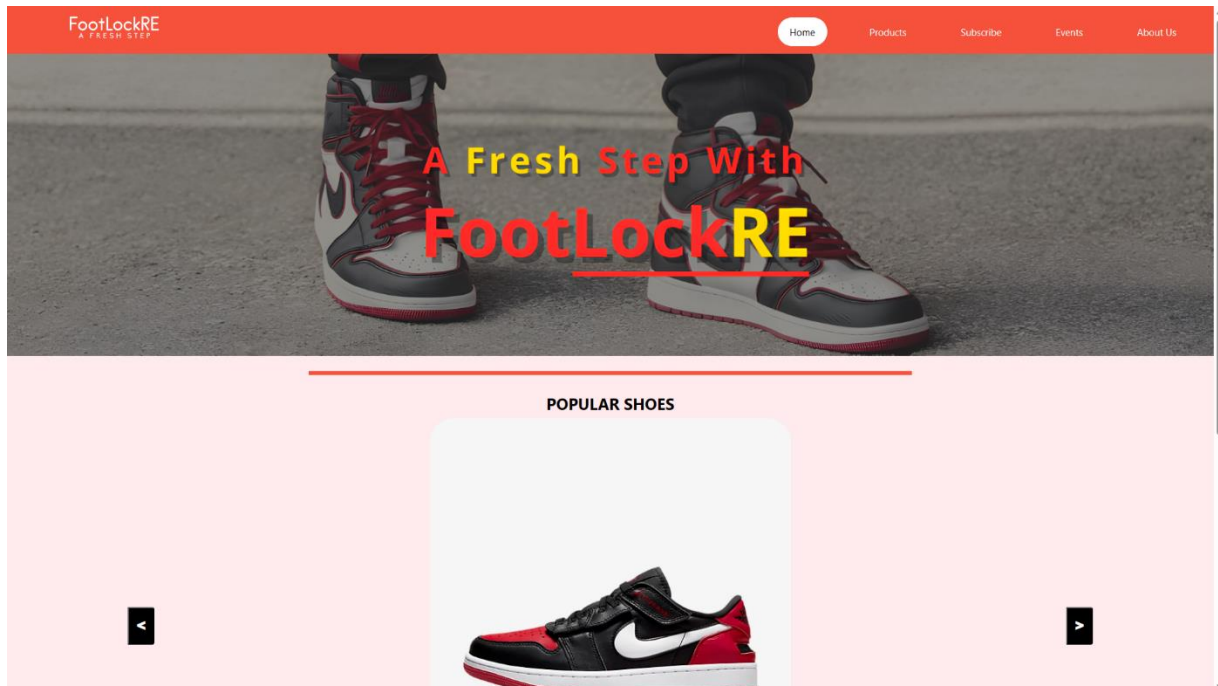 FootLockRE
A FRESH STEP
Home Products Subscribe Events About Us
A Fresh Step With
FootLockRE
POPULAR SHOES
< >